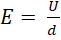 E = U/d